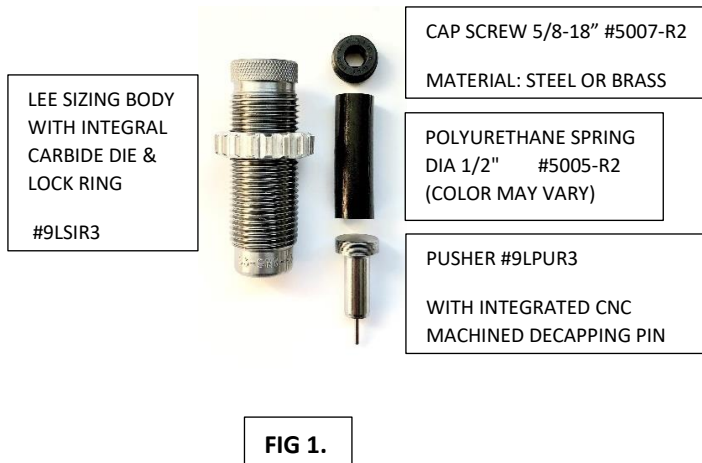 LEE SIZING BODY
WITH INTEGRAL
CARBIDE DIE &
LOCK RING
#9LSIR3
CAP SCREW 5/8-18” #5007-R2
MATERIAL: STEEL OR BRASS
POLYURETHANE SPRING
DIA 1/2" #5005-R2
(COLOR MAY VARY)
PUSHER #9LPUR3
WITH INTEGRATED CNC
MACHINED DECAPPING PIN
FIG 1.